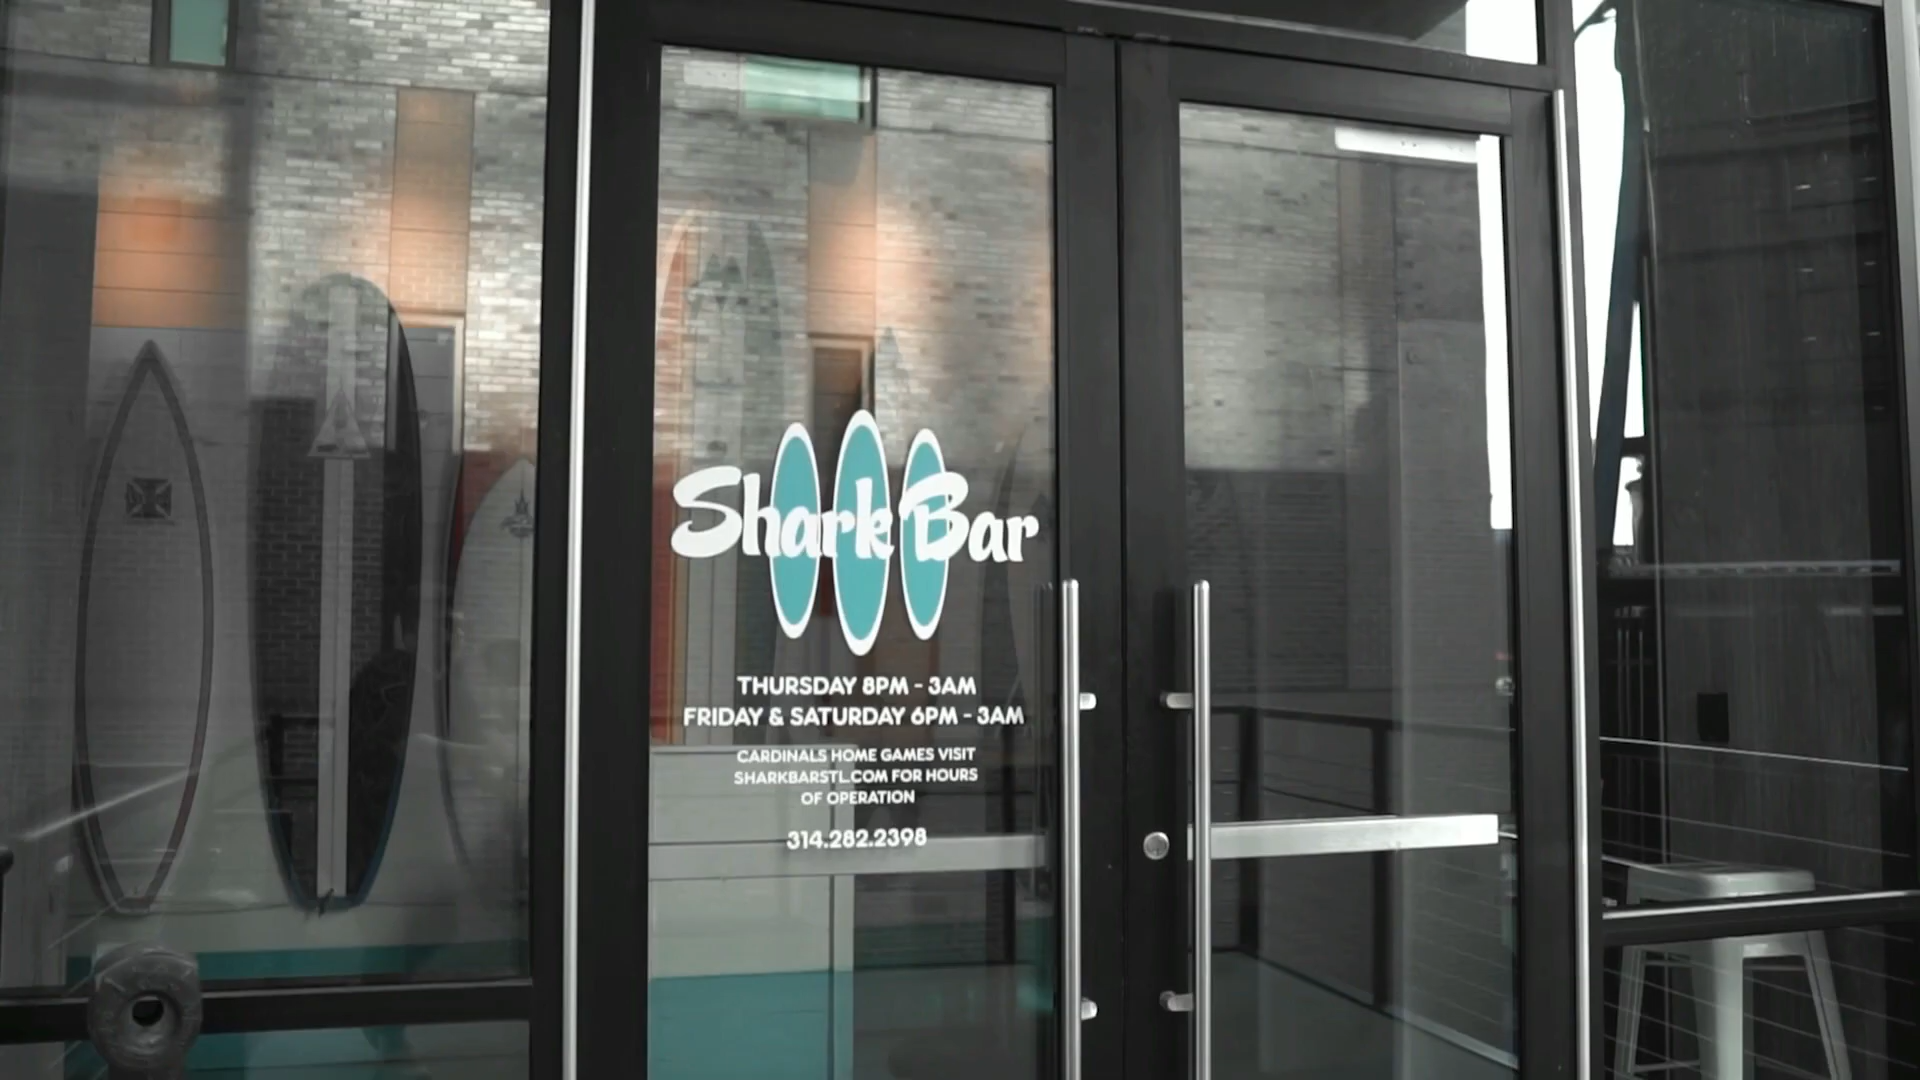 Shark Bar
THURSDAY 8PM - 3AM
FRIDAY & SATURDAY 6PM - 3AM
CARDINALS HOME GAMES VISIT
SHARKBARSTL.COM FOR HOURS
OF OPERATION
314.282.2398